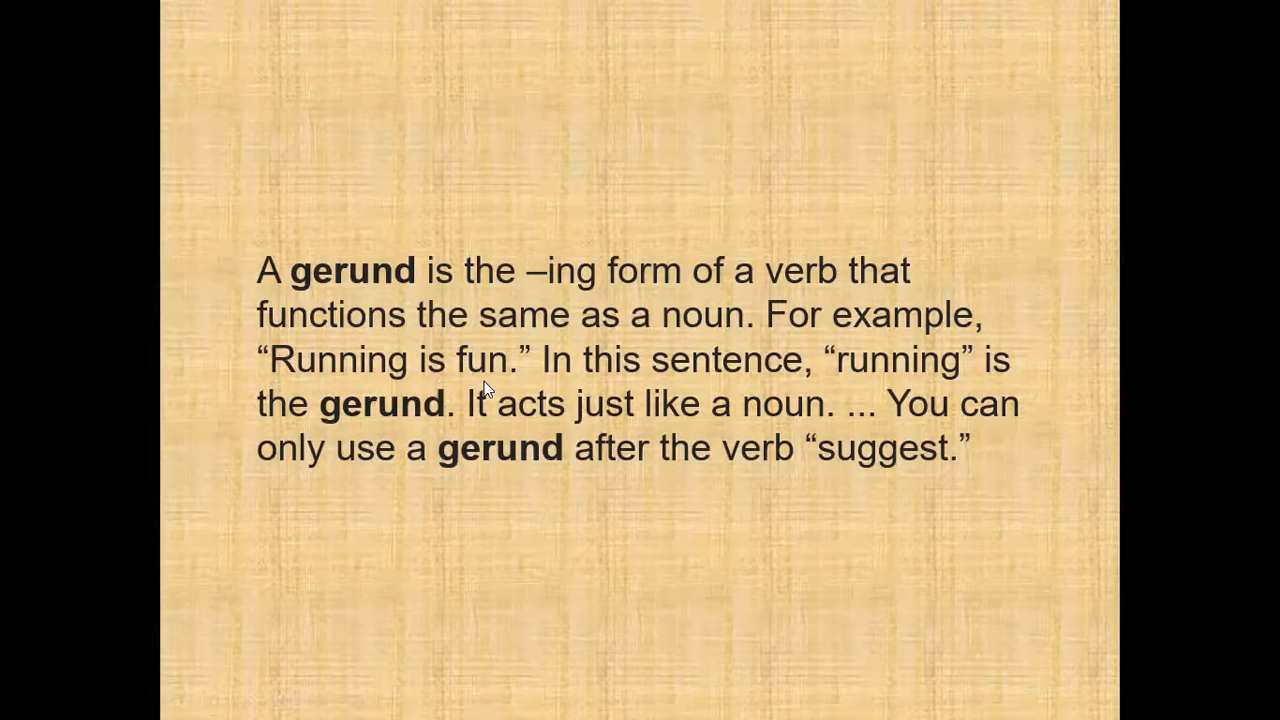 A gerund is the –ing form of a verb that
functions the same as a noun. For example,
“Running is fun.” In this sentence, “running” is
the gerund. It acts just like a noun. ... You can
only use a gerund after the verb “suggest.”